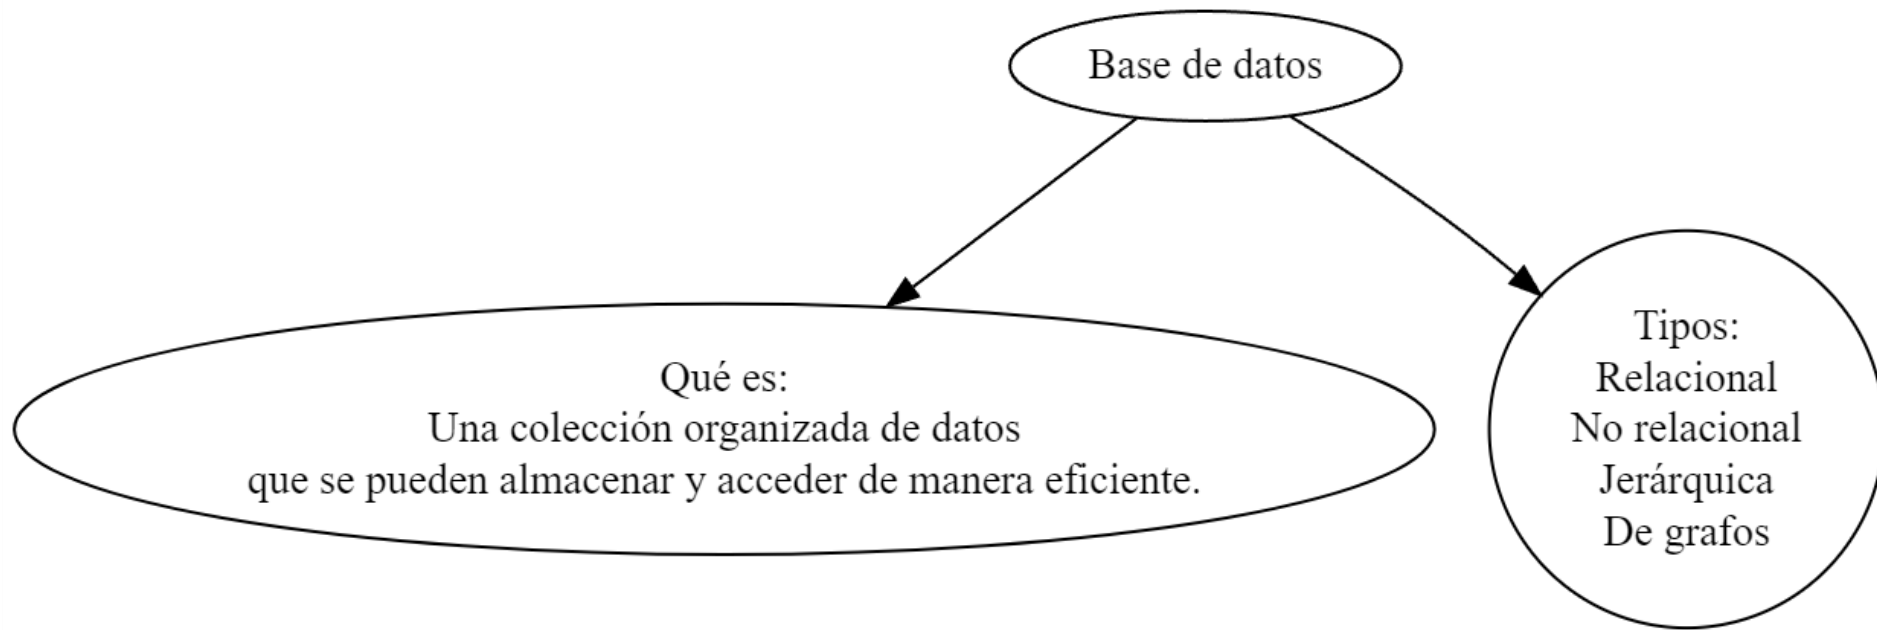 Base de datos
Qué es:
Una colección organizada de datos
que se pueden almacenar y acceder de manera eficiente.
Tipos:
Relacional
No relacional
Jerárquica
De grafos